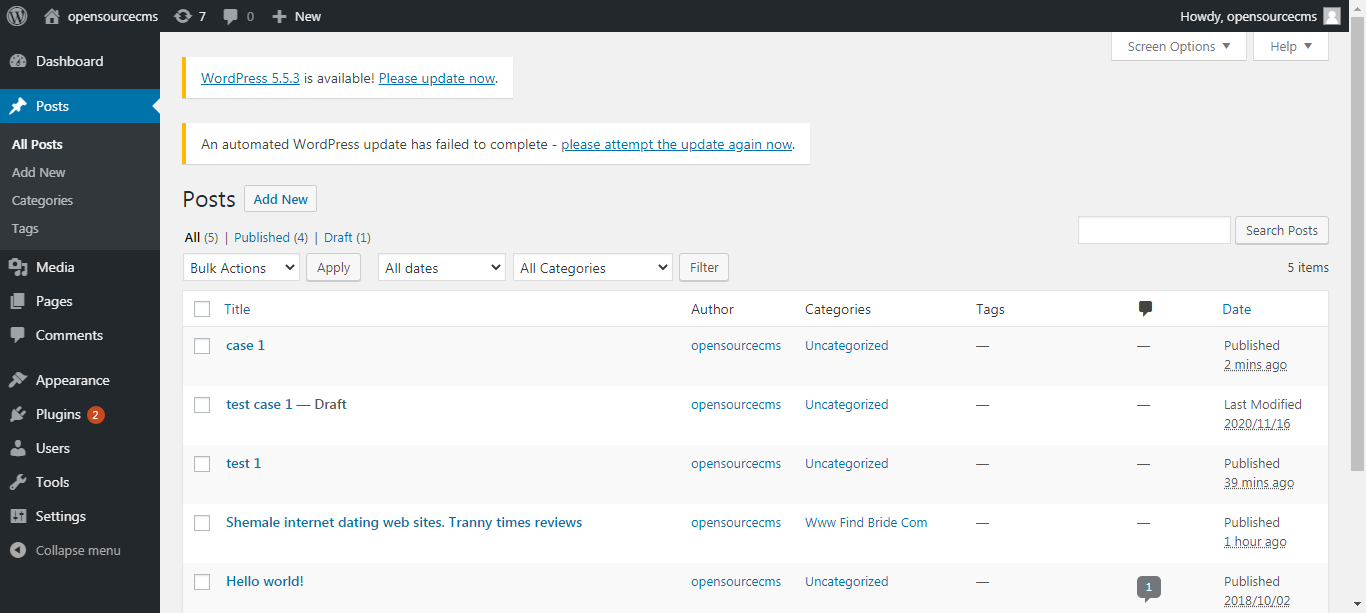 opensourcecms 7 0 New Howdy, opensourcecms
Screen Options Help
Dashboard
Posts
All Posts
Add New
Categories
Tags
Media
Pages
Comments
Appearance
Plugins 2
Users
Tools
Settings
Collapse menu
WordPress 5.5.3 is available! Please update now.
An automated WordPress update has failed to complete - please attempt the update again now.
Posts Add New
All (5) | Published (4) | Draft (1)
Search Posts
Bulk Actions Apply All dates All Categories Filter 5 items
Title Author Categories Tags Date
case 1 opensourcecms Uncategorized — — Published
2 mins ago
test case 1 — Draft opensourcecms Uncategorized — — Last Modified
2020/11/16
test 1 opensourcecms Uncategorized — — Published
39 mins ago
Shemale internet dating web sites. Tranny times reviews opensourcecms Www Find Bride Com — — Published
1 hour ago
Hello world! opensourcecms Uncategorized — 1 Published
2018/10/02